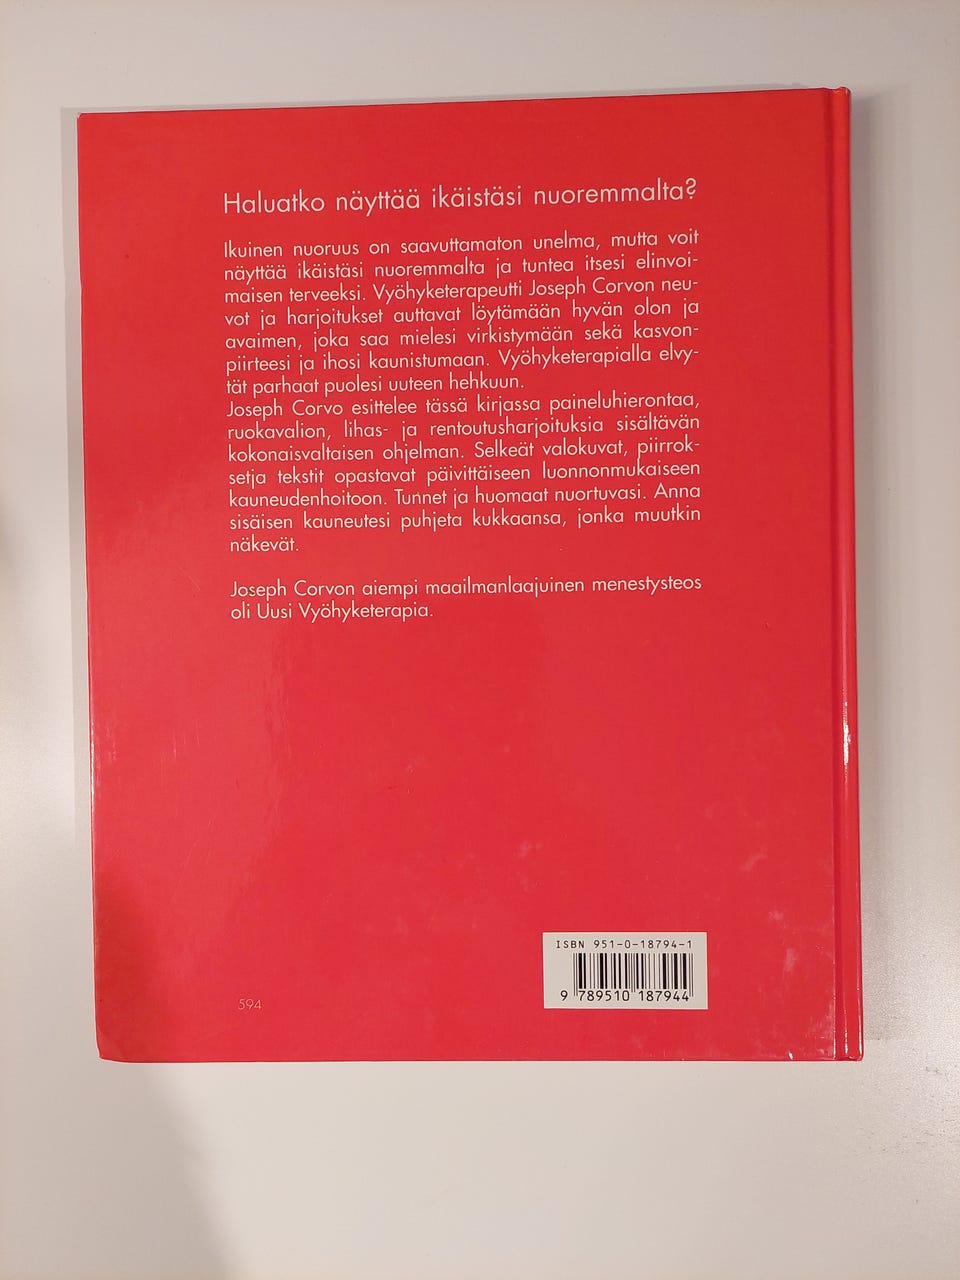 Haluatko näyttää ikäistäsi nuoremmalta?
Ikuinen nuoruus on saavuttamaton unelma, mutta voit
näyttää ikäistäsi nuoremmalta ja tuntea itsesi elinvoi-
maisen terveeksi. Vyöhyketerapeutti Joseph Corvon neu-
vot ja harjoitukset auttavat löytämään hyvän olon ja
avaimen, joka saa mielesi virkistymään sekä kasvon-
piirteesi ja ihosi kaunistumaan. Vyöhyketerapialla elvy-
tät parhaat puolesi uuteen hehkuun.
Joseph Corvo esittelee tässä kirjassa paineluhierontaa,
ruokavalion, lihas- ja rentoutusharjoituksia sisältävän
kokonaisvaltaisen ohjelman. Selkeät valokuvat, piirrok-
setja tekstit opastavat päivittäiseen luonnonmukaiseen
kauneudenhoitoon. Tunnet ja huomaat nuortuvasi. Anna
sisäisen kauneutesi puhjeta kukkaansa, jonka muutkin
näkevät.
Joseph Corvon aiempi maailmanlaajuinen menestysteos
oli Uusi Vyöhyketerapia.
ISBN 951-0-18794-1
9 789510 187944
594